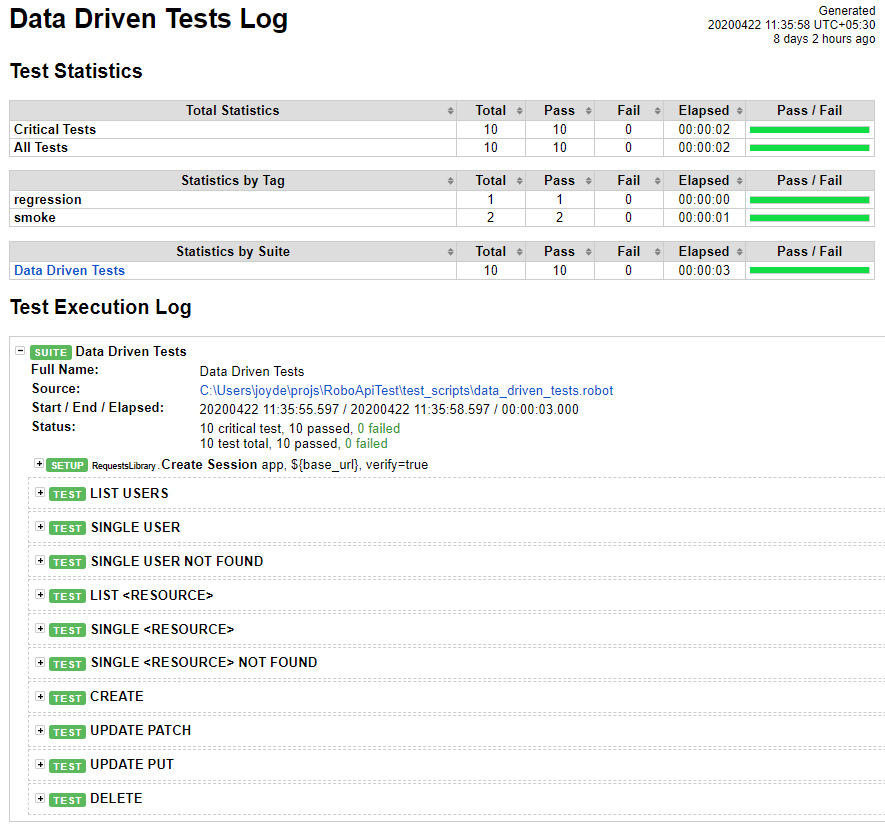 Data Driven Tests Log
Generated
20200422 11:35:58 UTC+05:30
8 days 2 hours ago
Test Statistics
Total Statistics Total Pass Fail Elapsed Pass / Fail
Critical Tests 10 10 0 00:00:02
All Tests 10 10 0 00:00:02
Statistics by Tag Total Pass Fail Elapsed Pass / Fail
regression 1 1 0 00:00:00
smoke 2 2 0 00:00:01
Statistics by Suite Total Pass Fail Elapsed Pass / Fail
Data Driven Tests 10 10 0 00:00:03
Test Execution Log
SUITE Data Driven Tests
Full Name: Data Driven Tests
Source: C:\Users\joyde\projs\RoboApiTest\test_scripts\data_driven_tests.robot
Start / End / Elapsed: 20200422 11:35:55.597 / 20200422 11:35:58.597 / 00:00:03.000
Status: 10 critical test, 10 passed, 0 failed
10 test total, 10 passed, 0 failed
SETUP RequestsLibrary.Create Session app, ${base_url}, verify=true
TEST LIST USERS
TEST SINGLE USER
TEST SINGLE USER NOT FOUND
TEST LIST <RESOURCE>
TEST SINGLE <RESOURCE>
TEST SINGLE <RESOURCE> NOT FOUND
TEST CREATE
TEST UPDATE PATCH
TEST UPDATE PUT
TEST DELETE